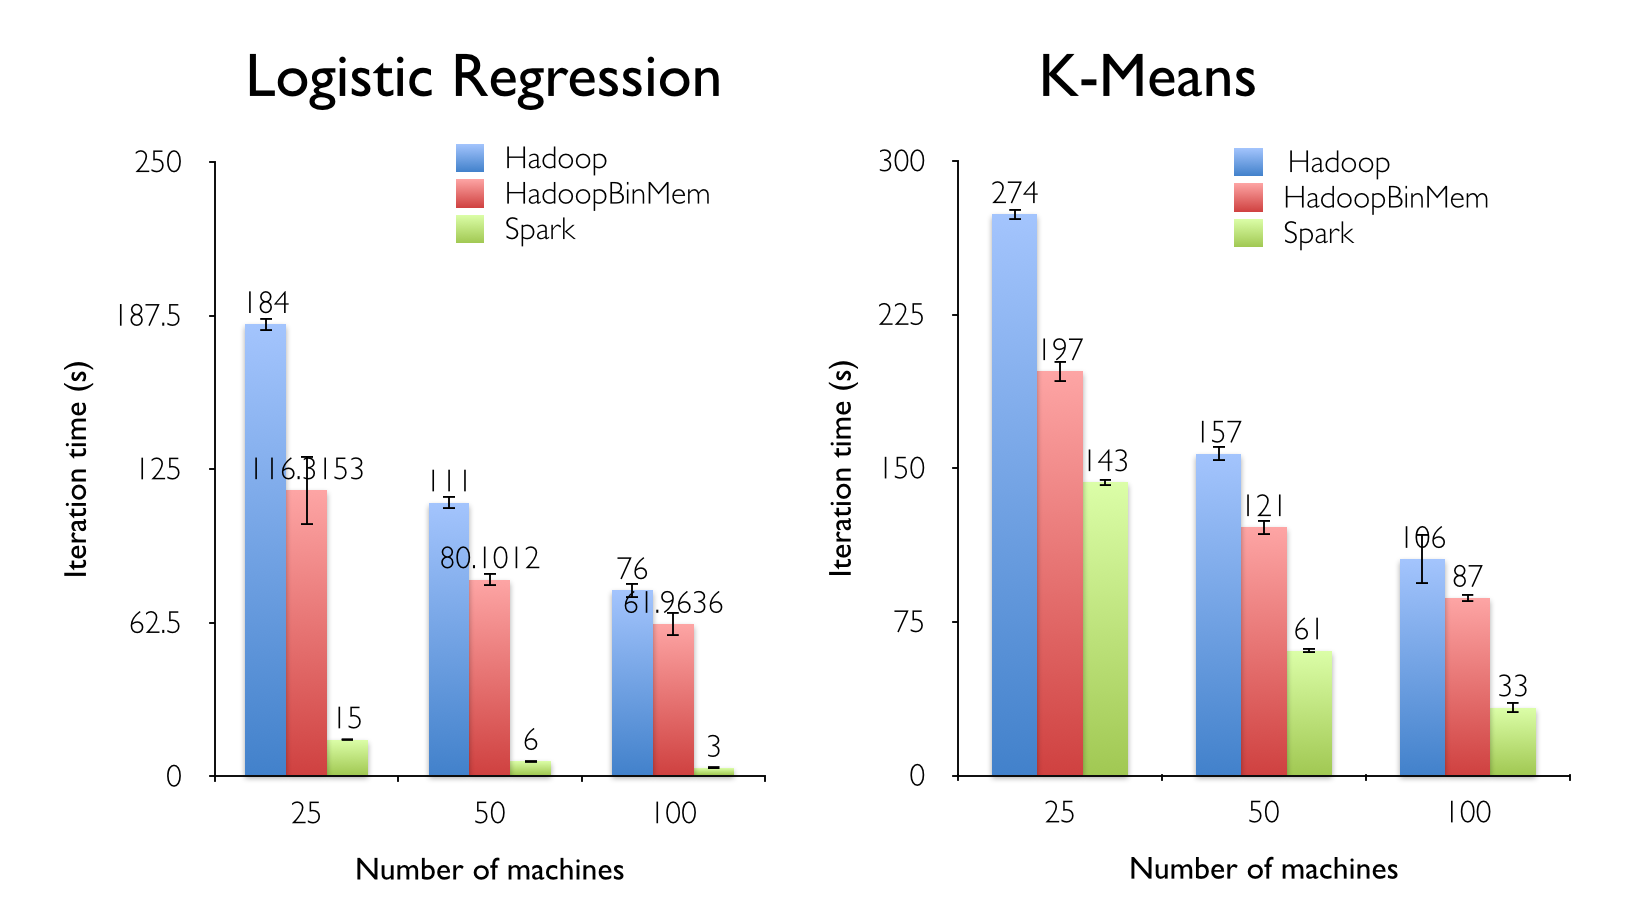 Logistic Regression
Hadoop
HadoopBinMem
Spark
250
187.5
125
62.5
0
Iteration time (s)
184
116.3153
15
111
80.1012
6
76
61.9636
3
25
50
100
Number of machines
K-Means
Hadoop
HadoopBinMem
Spark
300
225
150
75
0
Iteration time (s)
274
197
143
157
121
61
106
87
33
25
50
100
Number of machines